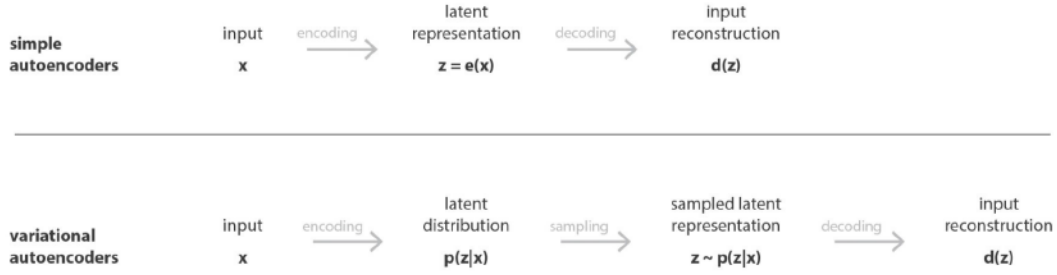 simple
autoencoders
input
x
encoding
latent
representation
z = e(x)
decoding
input
reconstruction
d(z)
variational
autoencoders
input
x
encoding
latent
distribution
p(z|x)
sampling
sampled latent
representation
z ~ p(z|x)
decoding
input
reconstruction
d(z)